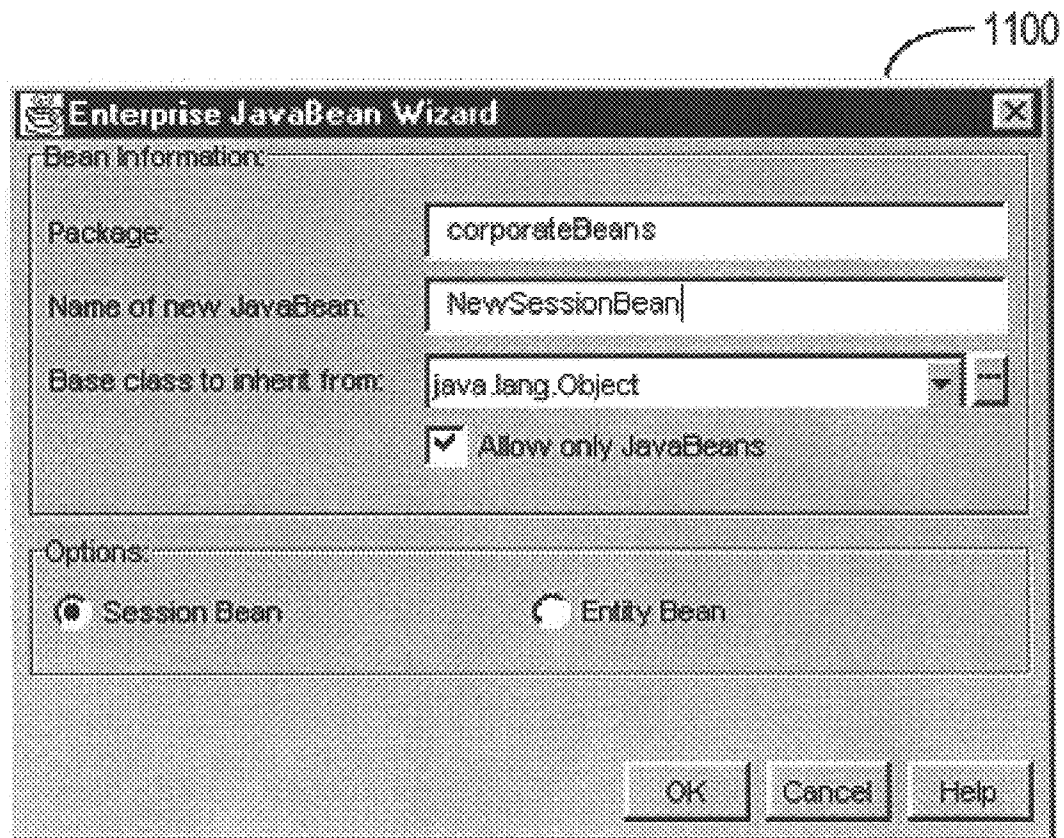 1100
Enterprise JavaBean Wizard
Bean Information:
Package: corporateBeans
Name of new JavaBean: NewSessionBean
Base class to inherit from: java.lang.Object ...
Allow only JavaBeans
Options:
Session Bean Entity Bean
OK Cancel Help